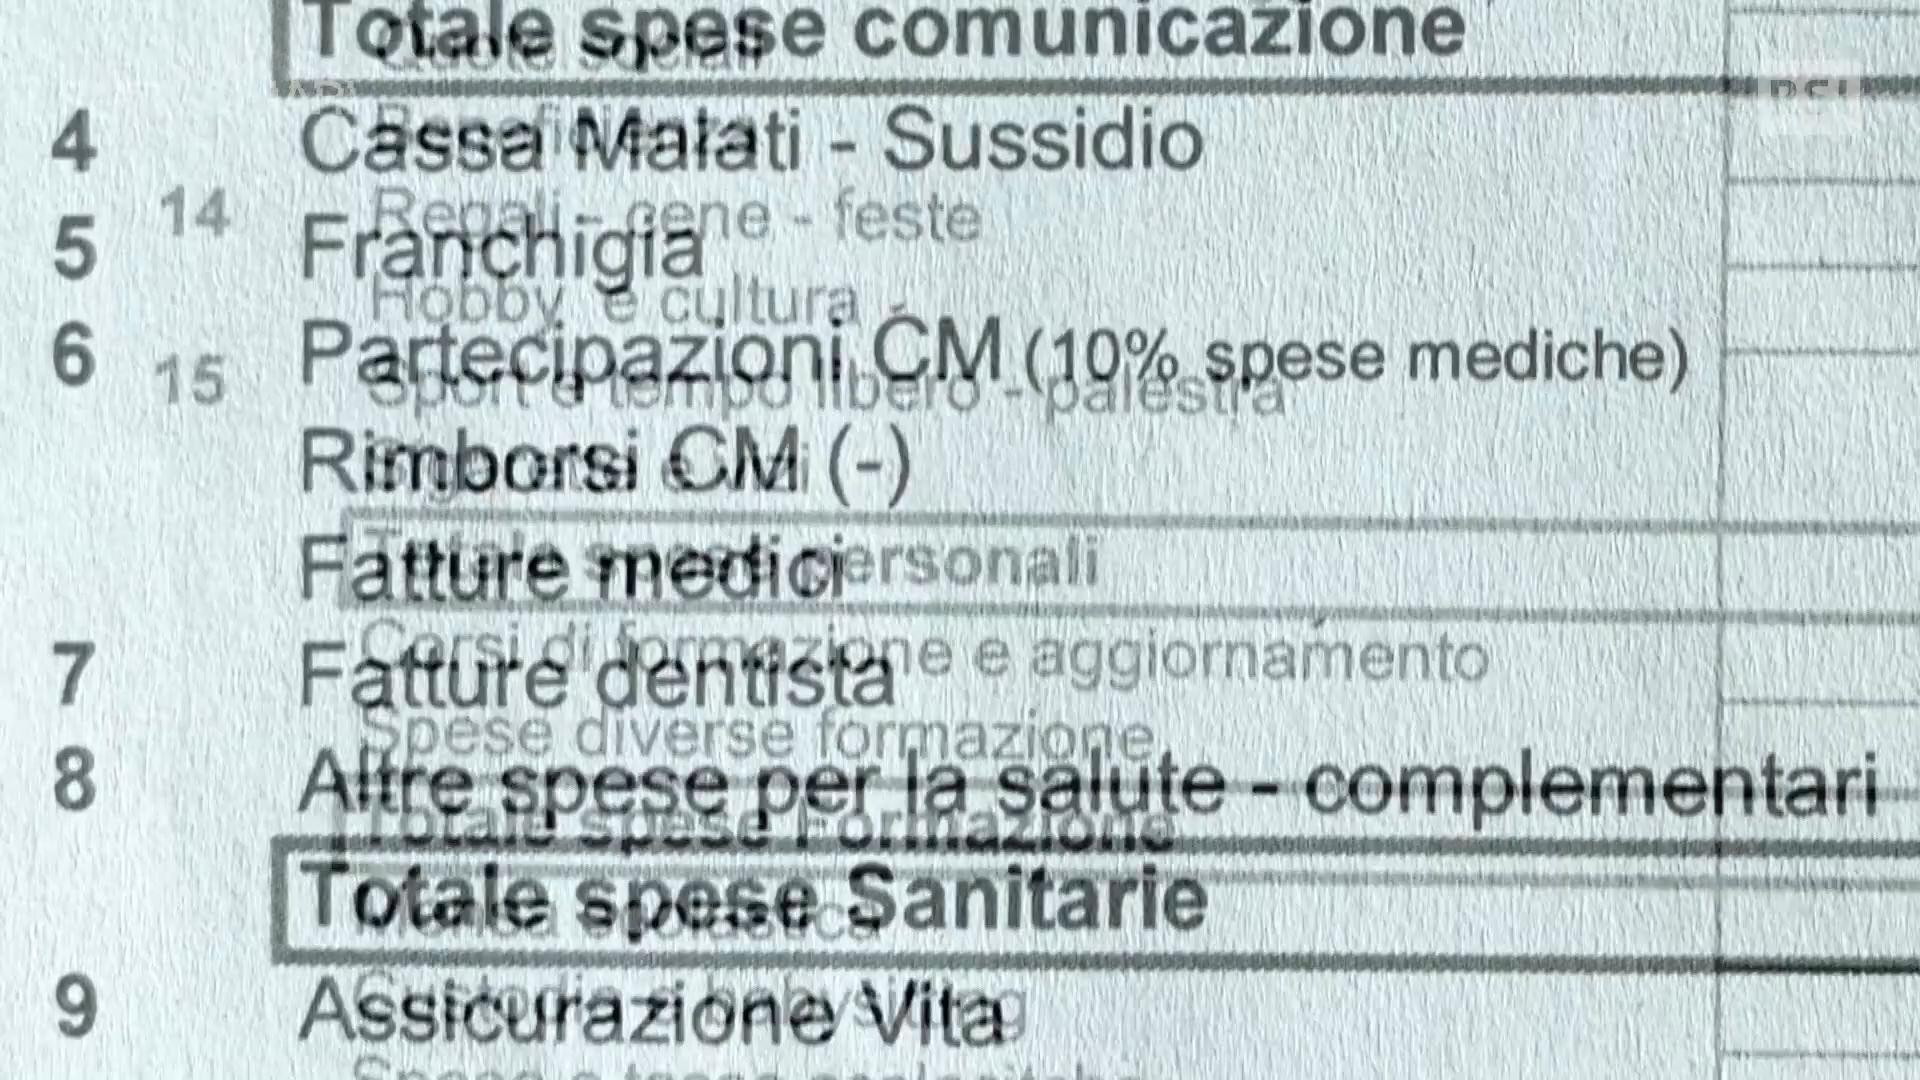 Totale spese comunicazione
Quote sociali
RSI
4 Cassa Malati - Sussidio
14 Regali - cene - feste
5 Franchigia
Hobby e cultura
6 Partecipazioni CM (10% spese mediche)
15 Sport e tempo libero - palestra
Rimborsi CM (-)
Totale spese personali
Fatture medici
Corsi di formazione e aggiornamento
7 Fatture dentista
Spese diverse formazione
8 Altre spese per la salute - complementari
Totale spese Formazione
Totale spese Sanitarie
Mensa scolastica
9 Assicurazione Vita